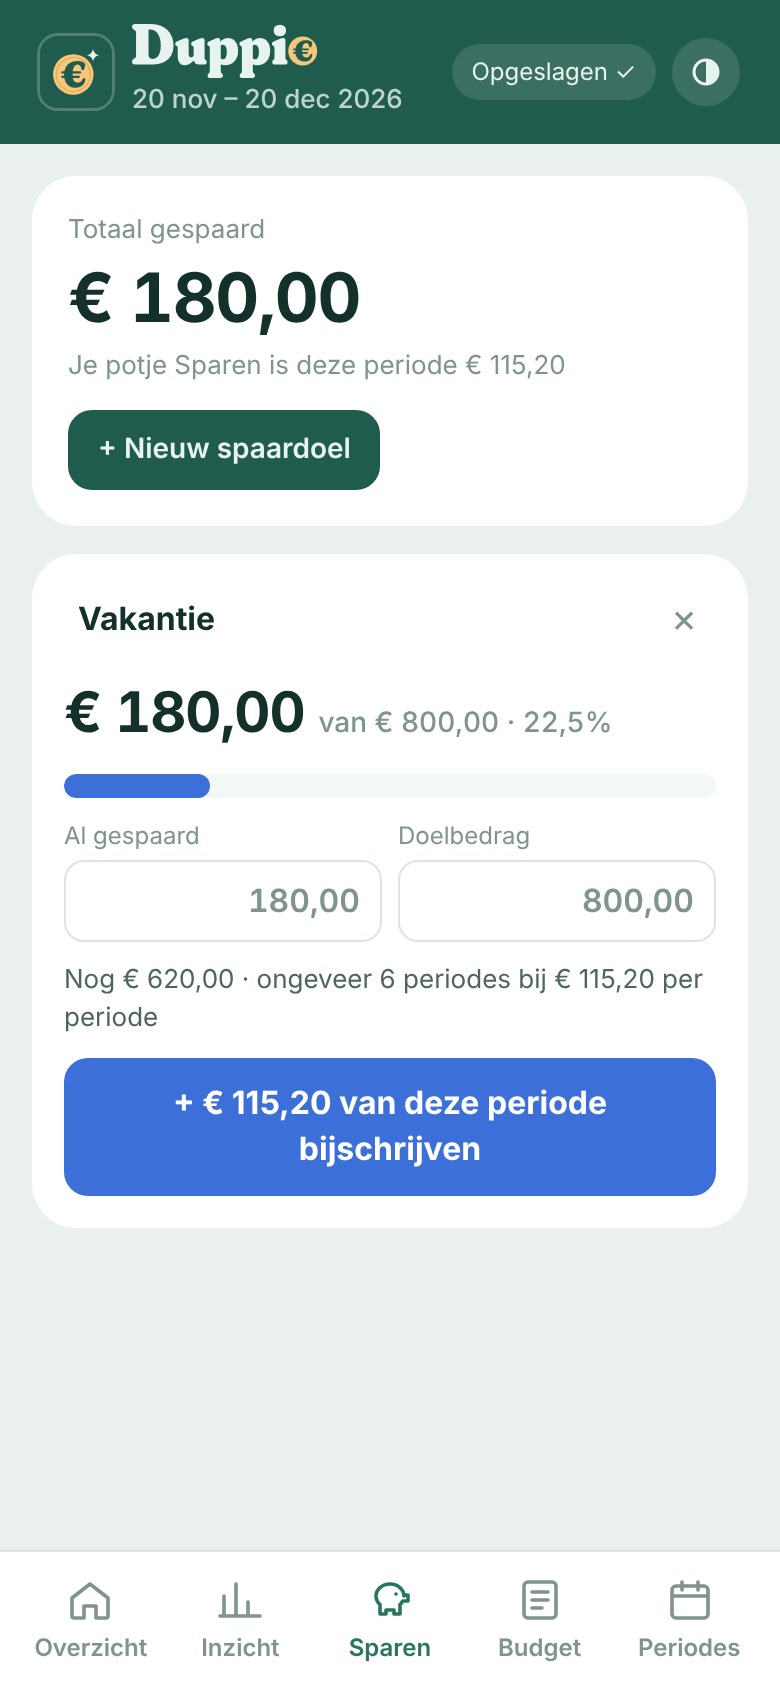 Duppie
20 nov – 20 dec 2026
Opgeslagen ✓
Totaal gespaard
€ 180,00
Je potje Sparen is deze periode € 115,20
+ Nieuw spaardoel
Vakantie
×
€ 180,00 van € 800,00 · 22,5%
Al gespaard
Doelbedrag
180,00
800,00
Nog € 620,00 · ongeveer 6 periodes bij € 115,20 per
periode
+ € 115,20 van deze periode
bijschrijven
Overzicht
Inzicht
Sparen
Budget
Periodes